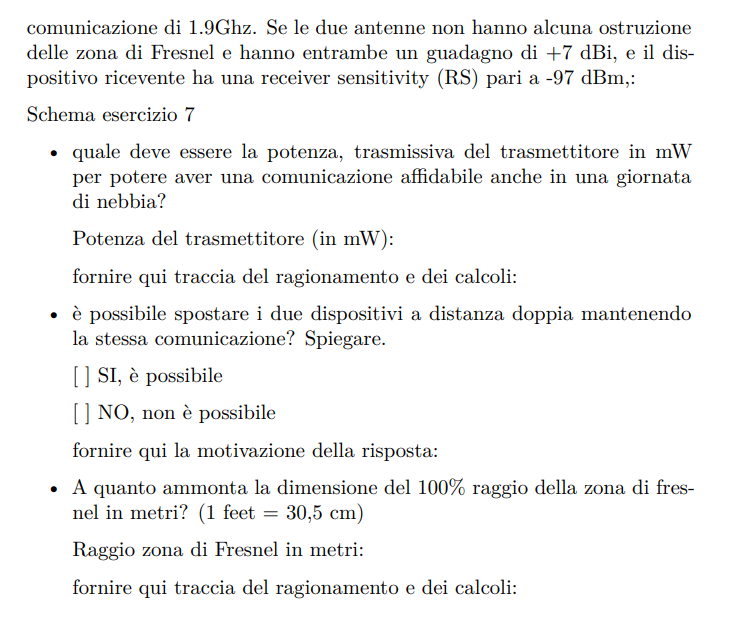 comunicazione di 1.9Ghz. Se le due antenne non hanno alcuna ostruzione
delle zona di Fresnel e hanno entrambe un guadagno di +7 dBi, e il dis-
positivo ricevente ha una receiver sensitivity (RS) pari a -97 dBm,:
Schema esercizio 7
• quale deve essere la potenza, trasmissiva del trasmettitore in mW
per potere aver una comunicazione affidabile anche in una giornata
di nebbia?
Potenza del trasmettitore (in mW):
fornire qui traccia del ragionamento e dei calcoli:
• è possibile spostare i due dispositivi a distanza doppia mantenendo
la stessa comunicazione? Spiegare.
[ ] SI, è possibile
[ ] NO, non è possibile
fornire qui la motivazione della risposta:
• A quanto ammonta la dimensione del 100% raggio della zona di fres-
nel in metri? (1 feet = 30,5 cm)
Raggio zona di Fresnel in metri:
fornire qui traccia del ragionamento e dei calcoli: